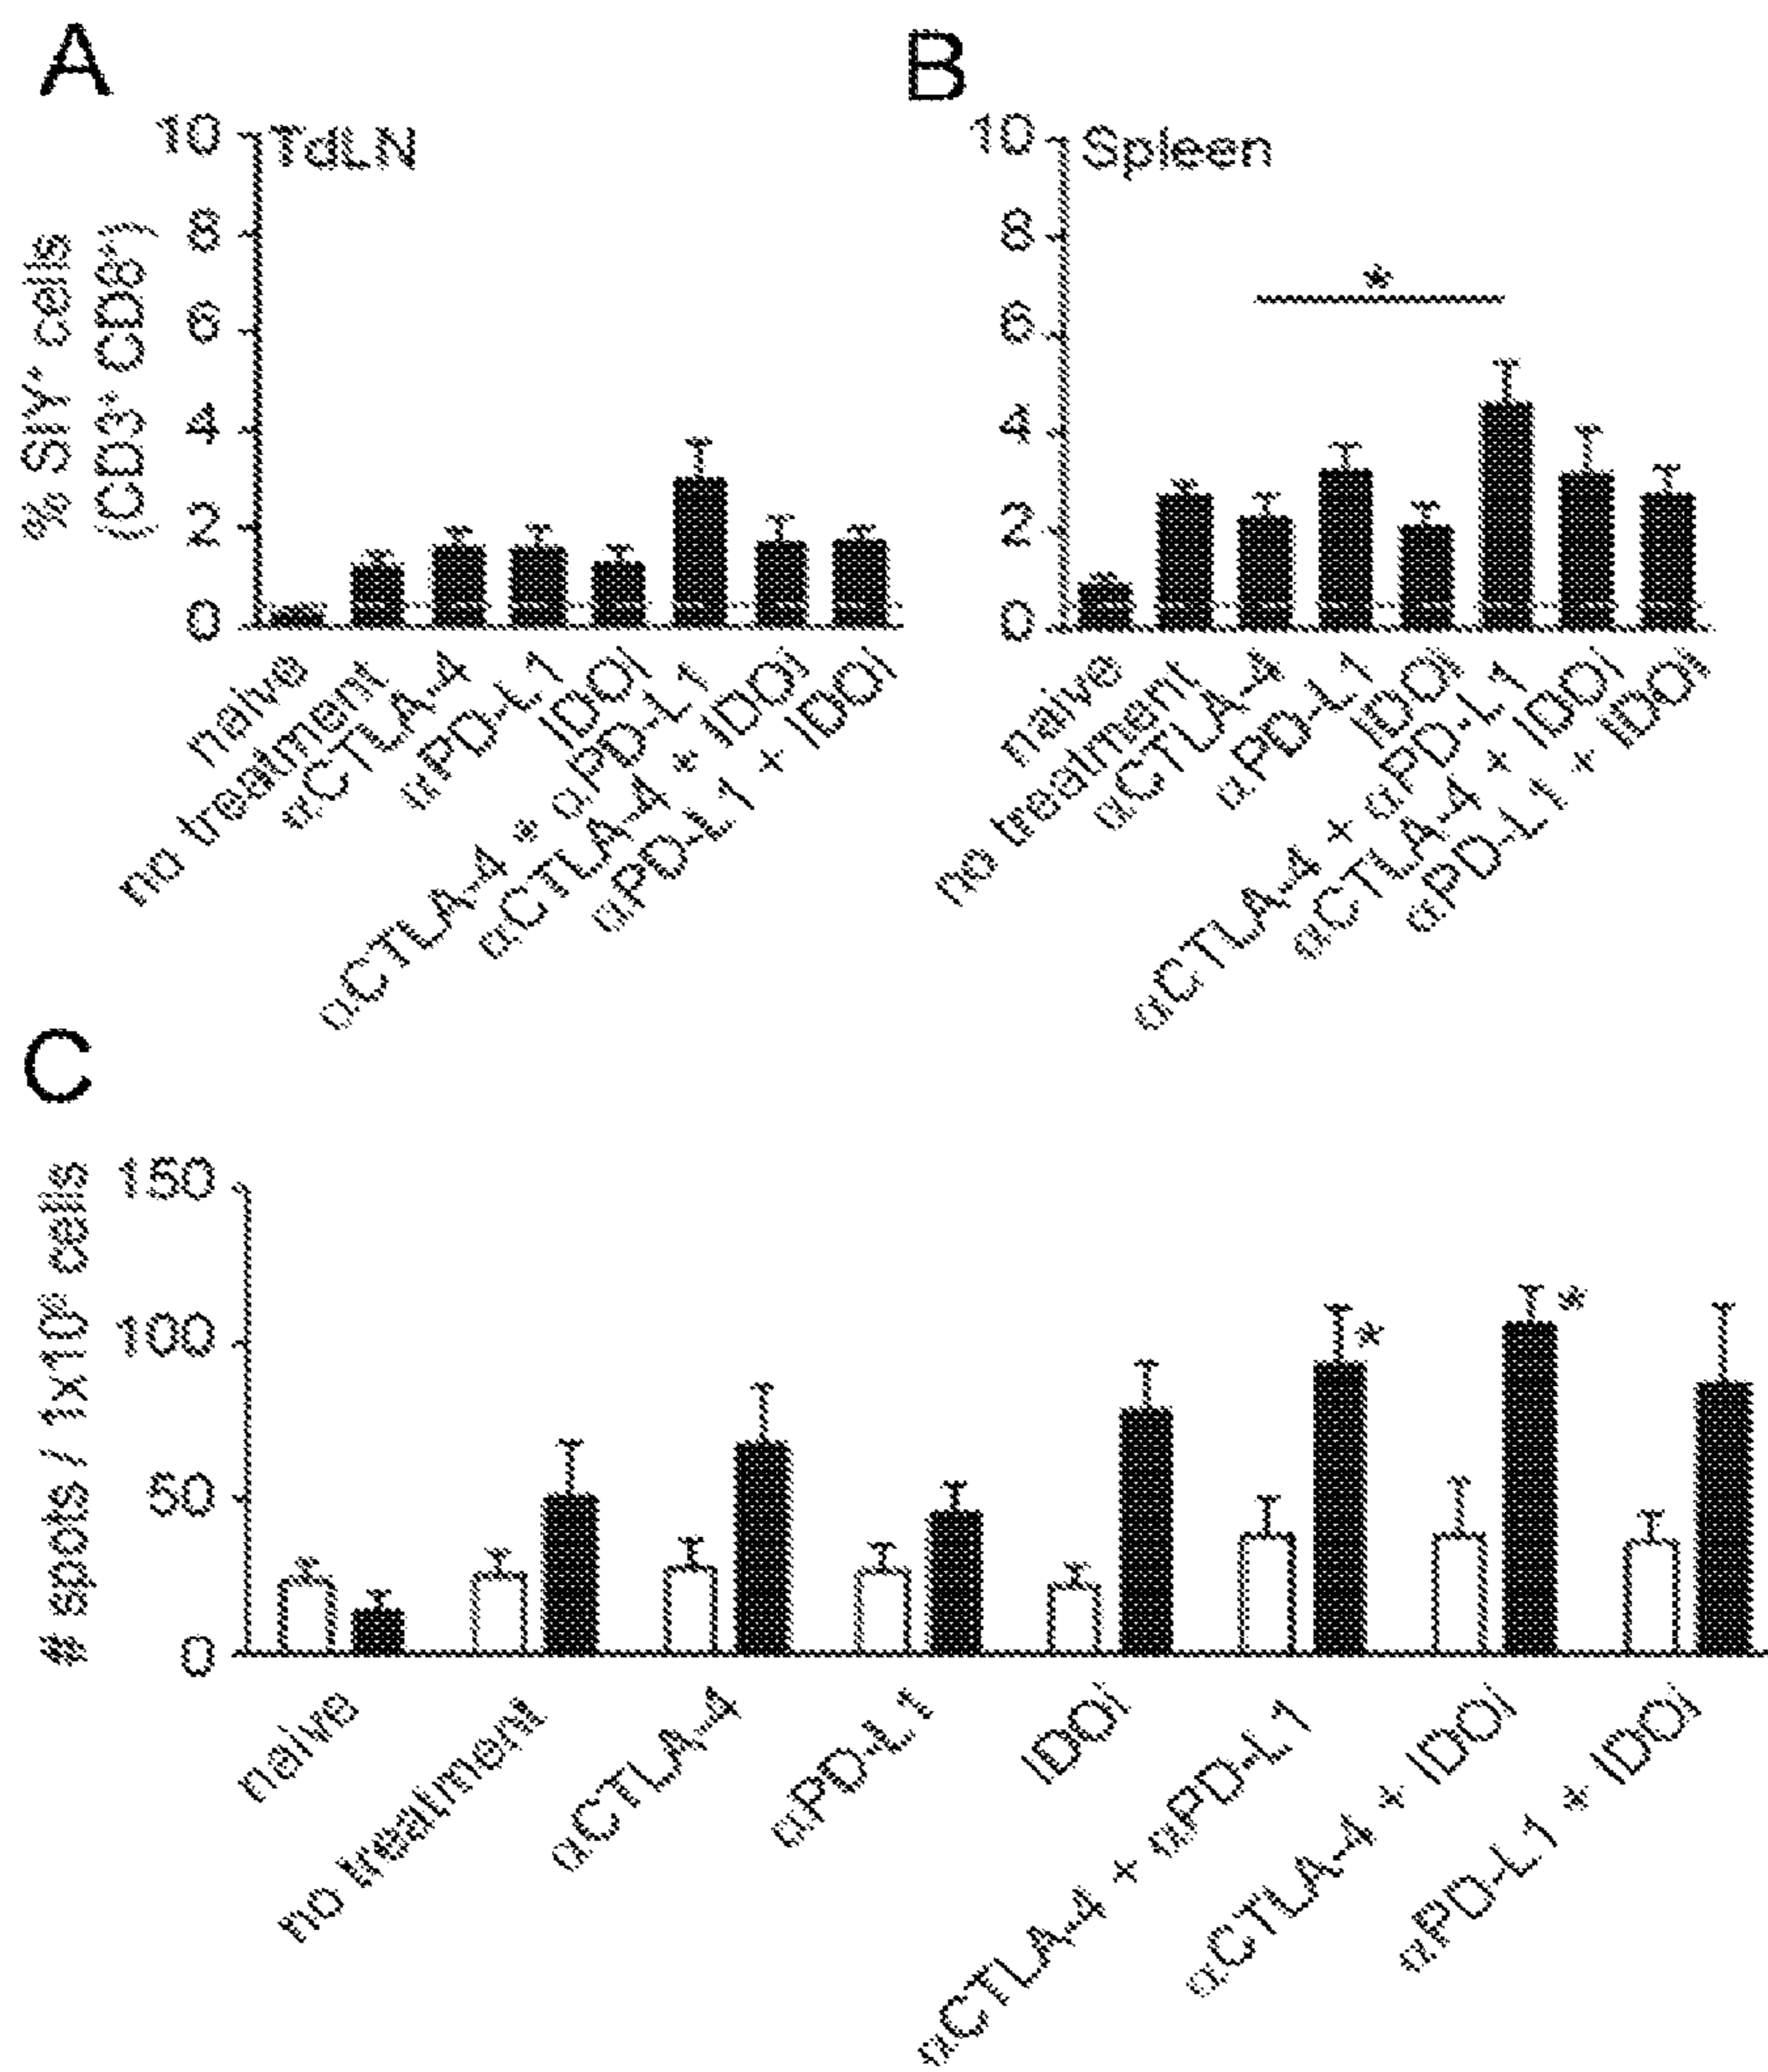 A
TdLN
% SIY⁺ cells
(CD3⁺ CD8⁺)
10
8
6
4
2
0
naive
no treatment
αCTLA-4
αPD-L1
IDOi
αCTLA-4 + αPD-L1
αCTLA-4 + IDOi
αPD-L1 + IDOi
B
Spleen
*
10
8
6
4
2
0
naive
no treatment
αCTLA-4
αPD-L1
IDOi
αCTLA-4 + αPD-L1
αCTLA-4 + IDOi
αPD-L1 + IDOi
C
# spots / 1x10⁶ cells
150
100
50
0
*
*
naive
no treatment
αCTLA-4
αPD-L1
IDOi
αCTLA-4 + αPD-L1
αCTLA-4 + IDOi
αPD-L1 + IDOi